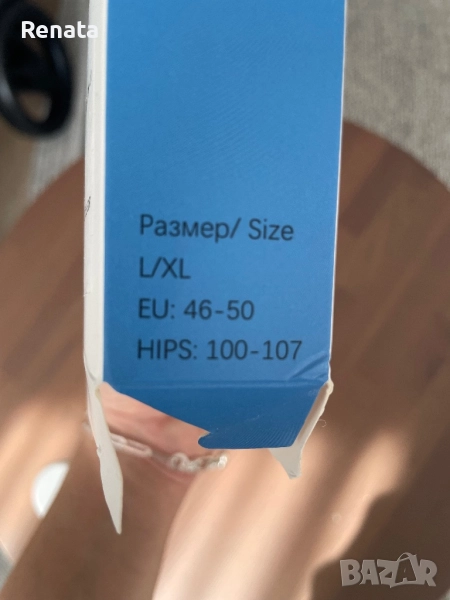 Renata
Размер/ Size
L/XL
EU: 46-50
HIPS: 100-107
BAZAR